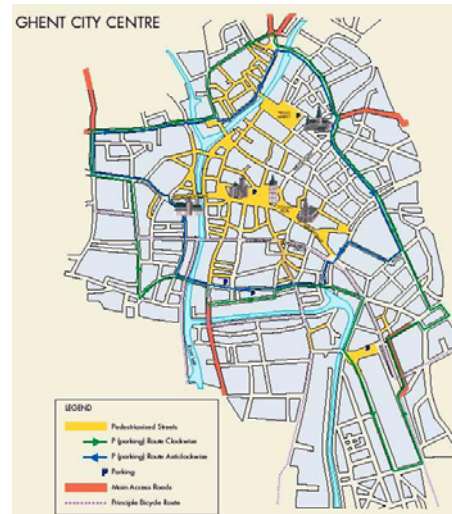 GHENT CITY CENTRE
P
P
P
P
P
LEGEND
Pedestrianised Streets
P (parking) Route Clockwise
P (parking) Route Anticlockwise
P Parking
Main Access Roads
Principle Bicycle Route